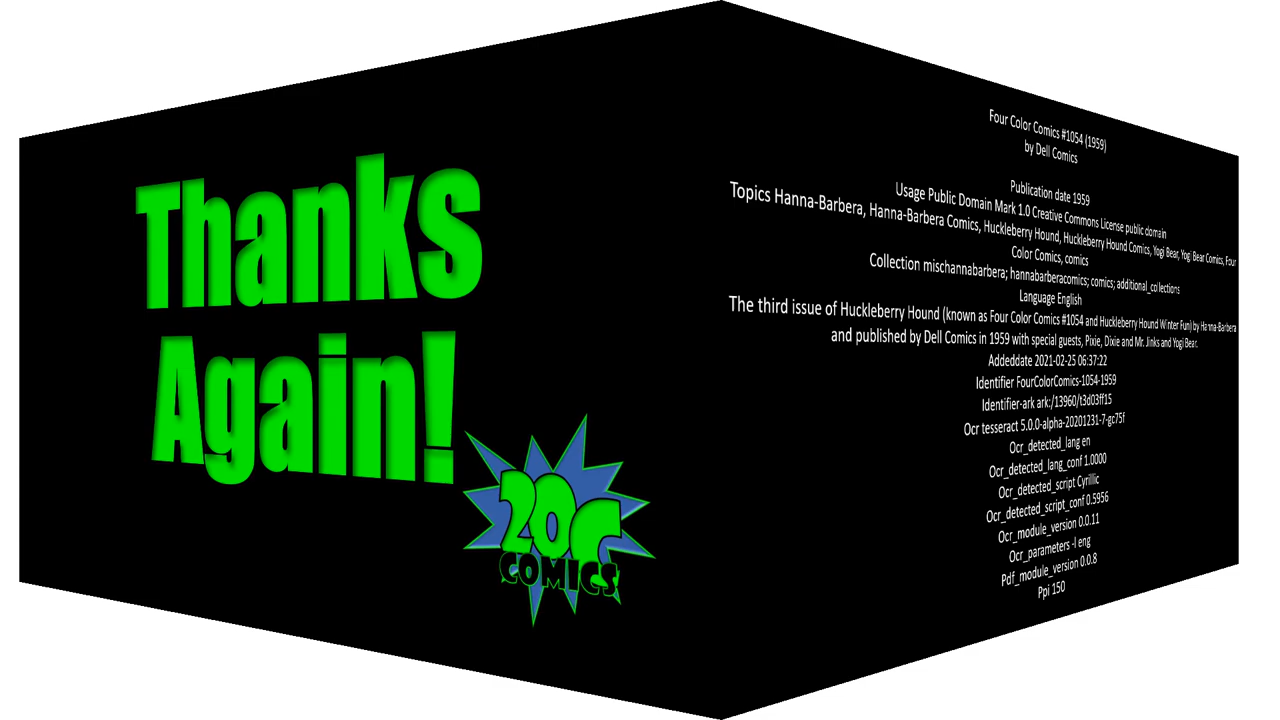 Thanks
Again!
20C
COMICS
Four Color Comics #1054 (1959)
by Dell Comics
Publication date 1959
Usage Public Domain Mark 1.0 Creative Commons License public domain
Topics Hanna-Barbera, Hanna-Barbera Comics, Huckleberry Hound, Huckleberry Hound Comics, Yogi Bear, Yogi Bear Comics, Four
Color Comics, comics
Collection mischannabarbera; hannabarberacomics; comics; additional_collections
Language English
The third issue of Huckleberry Hound (known as Four Color Comics #1054 and Huckleberry Hound Winter Fun) by Hanna-Barbera
and published by Dell Comics in 1959 with special guests, Pixie, Dixie and Mr. Jinks and Yogi Bear.
Addeddate 2021-02-25 06:37:22
Identifier FourColorComics-1054-1959
Identifier-ark ark:/13960/t3d03ff15
Ocr tesseract 5.0.0-alpha-20201231-7-gc75f
Ocr_detected_lang en
Ocr_detected_lang_conf 1.0000
Ocr_detected_script Cyrillic
Ocr_detected_script_conf 0.5956
Ocr_module_version 0.0.11
Ocr_parameters -l eng
Pdf_module_version 0.0.8
Ppi 150